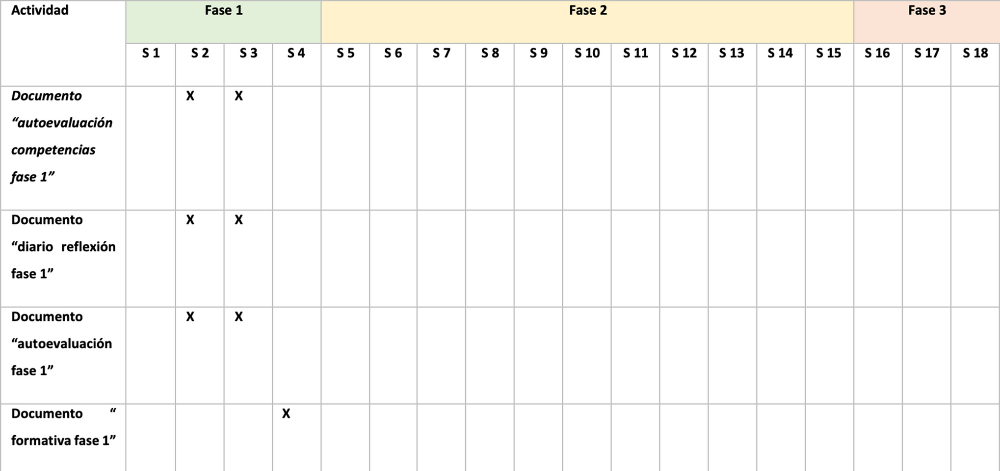 Actividad Fase 1 Fase 2 Fase 3
S 1 S 2 S 3 S 4 S 5 S 6 S 7 S 8 S 9 S 10 S 11 S 12 S 13 S 14 S 15 S 16 S 17 S 18
Documento X X
“autoevaluación
competencias
fase 1”
Documento X X
“diario reflexión
fase 1”
Documento X X
“autoevaluación
fase 1”
Documento “ X
formativa fase 1”